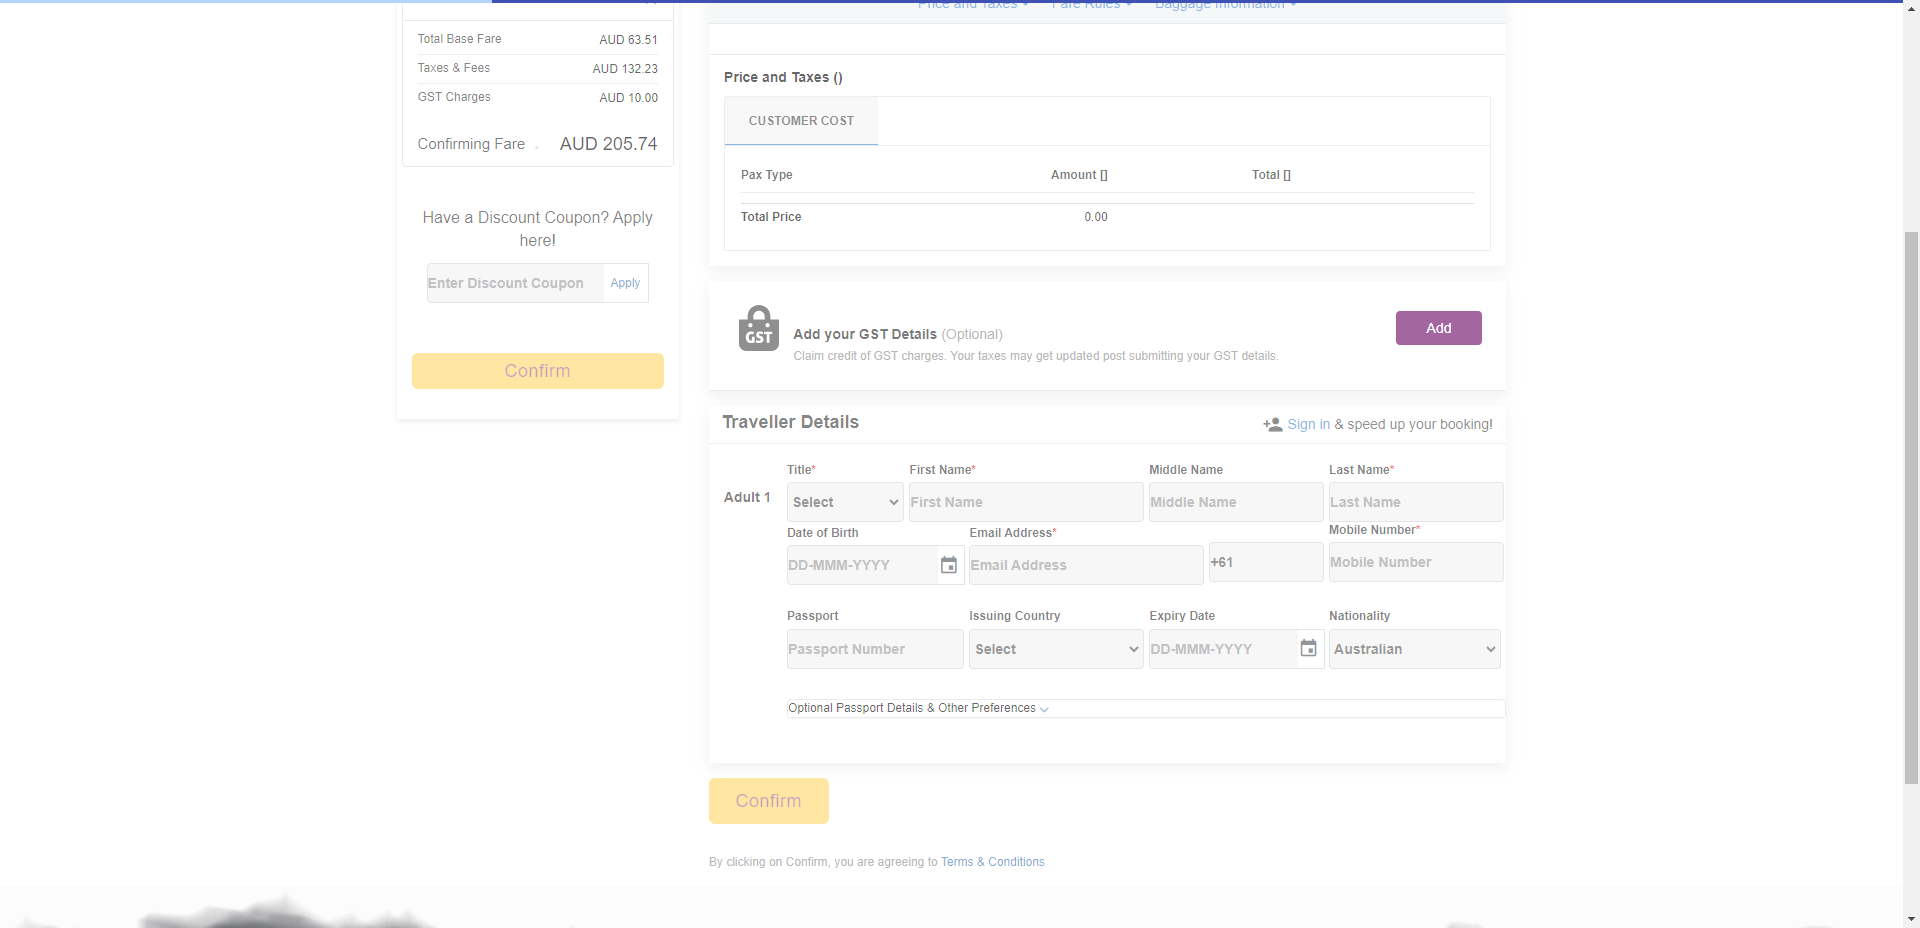 Price and Taxes Fare Rules Baggage Information
Total Base Fare AUD 63.51
Taxes & Fees AUD 132.23
GST Charges AUD 10.00
Confirming Fare AUD 205.74
Have a Discount Coupon? Apply
here!
Enter Discount Coupon Apply
Confirm
Price and Taxes ()
CUSTOMER COST
Pax Type Amount [] Total []
Total Price 0.00
GST
Add your GST Details (Optional)
Claim credit of GST charges. Your taxes may get updated post submitting your GST details.
Add
Traveller Details
Sign in & speed up your booking!
Adult 1
Title* First Name* Middle Name Last Name*
Select First Name Middle Name Last Name
Date of Birth Email Address* Mobile Number*
DD-MMM-YYYY Email Address +61 Mobile Number
Passport Issuing Country Expiry Date Nationality
Passport Number Select DD-MMM-YYYY Australian
Optional Passport Details & Other Preferences
Confirm
By clicking on Confirm, you are agreeing to Terms & Conditions